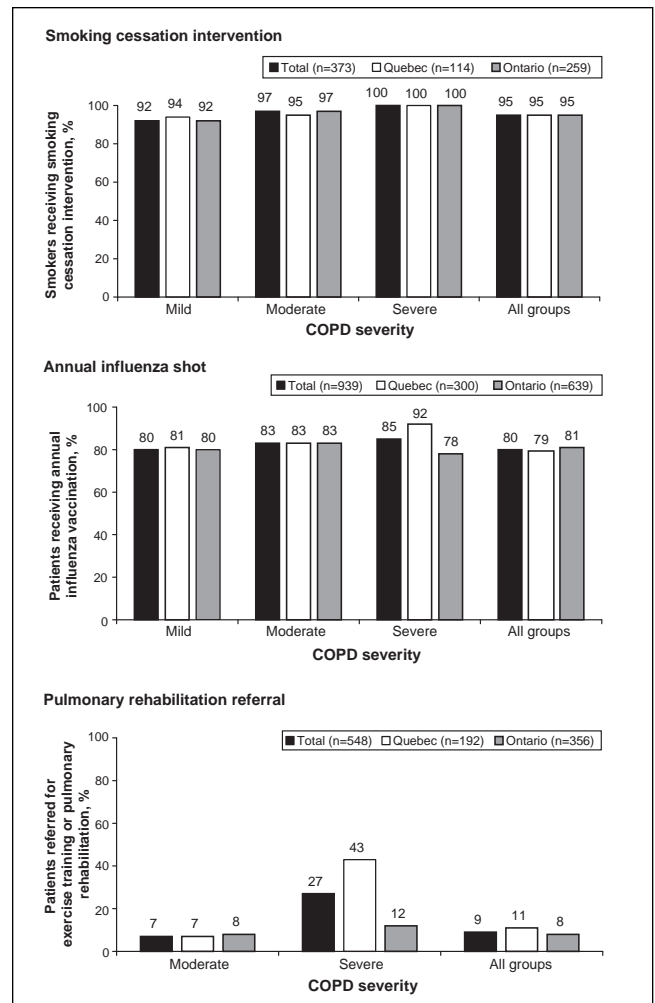 Smoking cessation intervention
Total (n=373) Quebec (n=114) Ontario (n=259)
Smokers receiving smoking
cessation intervention, %
100
80
60
40
20
0
92 94 92
97 95 97
100 100 100
95 95 95
Mild Moderate Severe All groups
COPD severity
Annual influenza shot
Total (n=939) Quebec (n=300) Ontario (n=639)
Patients receiving annual
influenza vaccination, %
100
80
60
40
20
0
80 81 80
83 83 83
85 92 78
80 79 81
Mild Moderate Severe All groups
COPD severity
Pulmonary rehabilitation referral
Total (n=548) Quebec (n=192) Ontario (n=356)
Patients referred for
exercise training or pulmonary
rehabilitation, %
100
80
60
40
20
0
7 7 8
27 43 12
9 11 8
Moderate Severe All groups
COPD severity